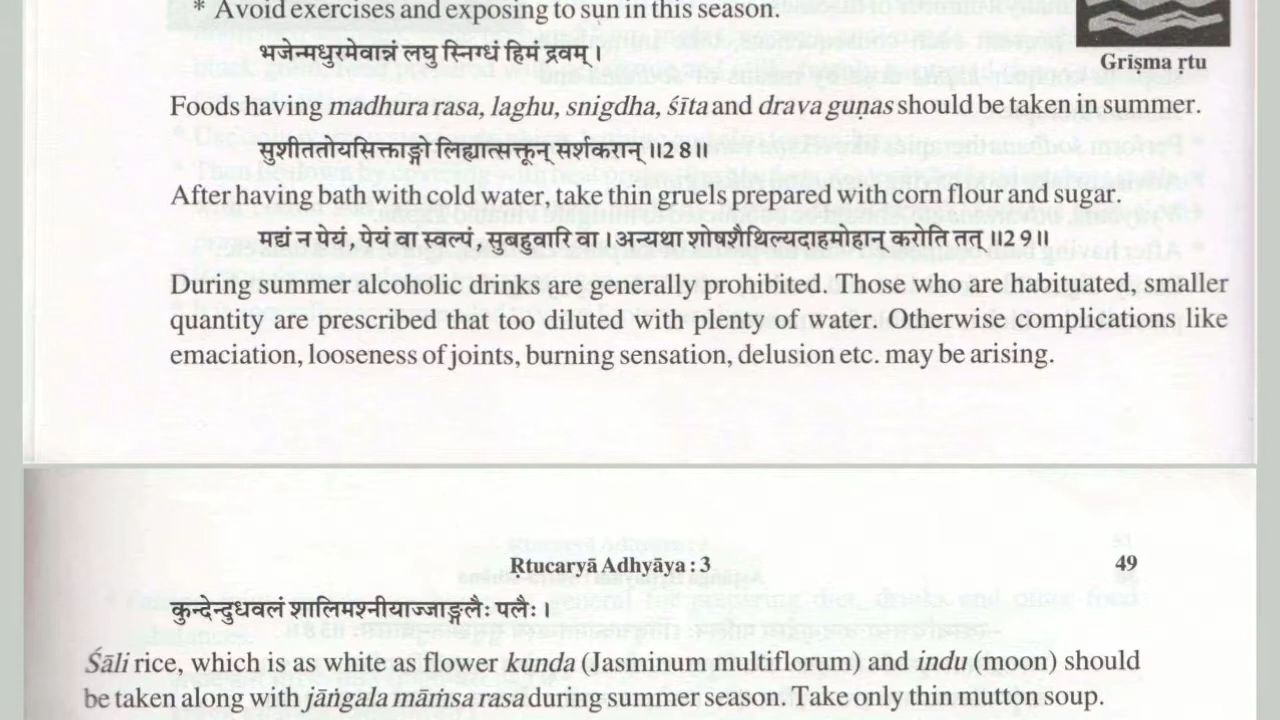 * Avoid exercises and exposing to sun in this season.
Grīṣma ṛtu
भजेन्मधुरमेवान्नं लघु स्निग्धं हिमं द्रवम् ।
Foods having madhura rasa, laghu, snigdha, śīta and drava guṇas should be taken in summer.
सुशीततोयसिक्ताङ्गो लिह्यात्सक्तून् सशर्करान् ॥2 8॥
After having bath with cold water, take thin gruels prepared with corn flour and sugar.
मद्यं न पेयं, पेयं वा स्वल्पं, सुबहुवारि वा । अन्यथा शोषशैथिल्यदाहमोहान् करोति तत् ॥2 9॥
During summer alcoholic drinks are generally prohibited. Those who are habituated, smaller
quantity are prescribed that too diluted with plenty of water. Otherwise complications like
emaciation, looseness of joints, burning sensation, delusion etc. may be arising.
Ṛtucaryā Adhyāya : 3 49
कुन्देन्दुधवलं शालिमश्नीयाज्जाङ्गलैः पलैः ।
Śāli rice, which is as white as flower kunda (Jasminum multiflorum) and indu (moon) should
be taken along with jāṅgala māṁsa rasa during summer season. Take only thin mutton soup.